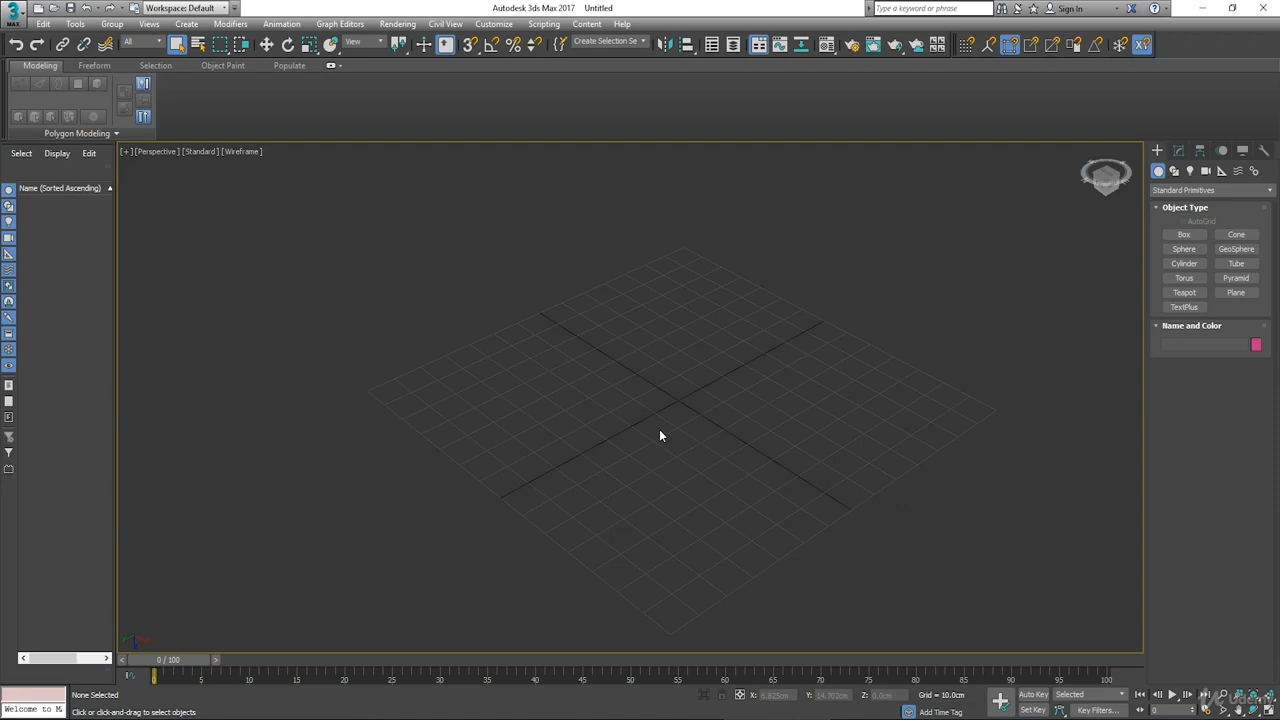 3 MAX Workspace: Default Autodesk 3ds Max 2017 Untitled Type a keyword or phrase Sign In
Edit Tools Group Views Create Modifiers Animation Graph Editors Rendering Civil View Customize Scripting Content Help
All View 3 % Create Selection Se
Modeling Freeform Selection Object Paint Populate
Polygon Modeling
Select Display Edit
[+] [Perspective] [Standard] [Wireframe]
Name (Sorted Ascending)
Standard Primitives
Object Type
AutoGrid
Box Cone
Sphere GeoSphere
Cylinder Tube
Torus Pyramid
Teapot Plane
TextPlus
Name and Color
< 0 / 100 >
0 5 10 15 20 25 30 35 40 45 50 55 60 65 70 75 80 85 90 95 100
None Selected X: 6.825cm Y: 14.702cm Z: 0.0cm Grid = 10.0cm Auto Key Selected
Welcome to M Click or click-and-drag to select objects Add Time Tag Set Key Key Filters... 0
Udemy